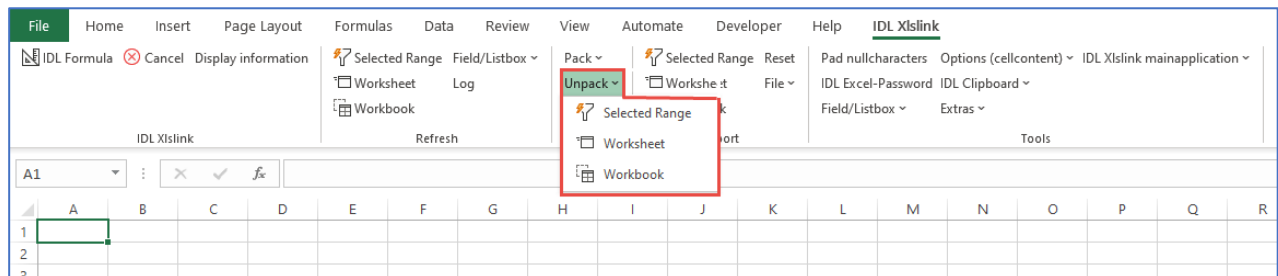 File Home Insert Page Layout Formulas Data Review View Automate Developer Help IDL Xlslink
IDL Formula Cancel Display information Selected Range Field/Listbox Pack Selected Range Reset Pad nullcharacters Options (cellcontent) IDL Xlslink mainapplication
Worksheet Log Unpack Workshe t File IDL Excel-Password IDL Clipboard
Workbook Selected Range k Field/Listbox Extras
IDL Xlslink Refresh Worksheet ort Tools
Workbook
A1 fx
A B C D E F G H I J K L M N O P Q R
1
2